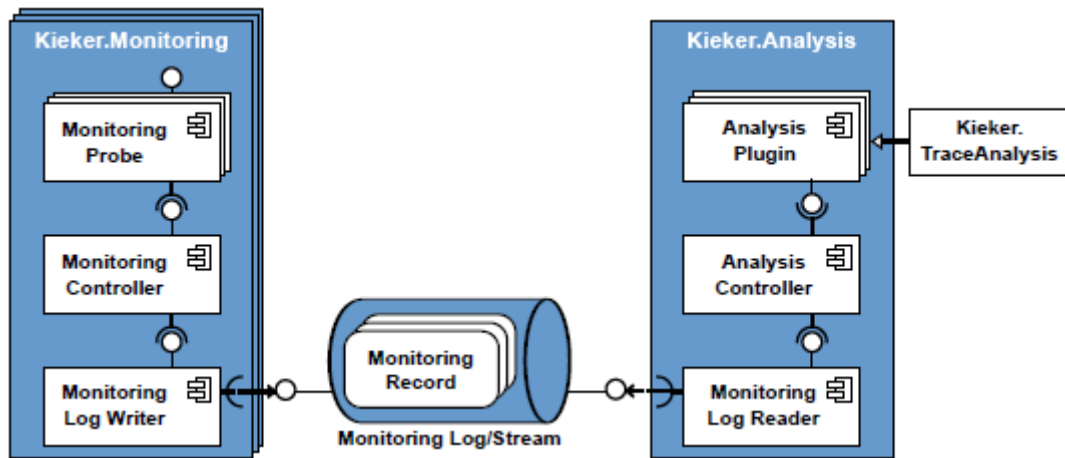 Kieker.Monitoring
Monitoring
Probe
Monitoring
Controller
Monitoring
Log Writer
Monitoring
Record
Monitoring Log/Stream
Kieker.Analysis
Analysis
Plugin
Kieker.
TraceAnalysis
Analysis
Controller
Monitoring
Log Reader